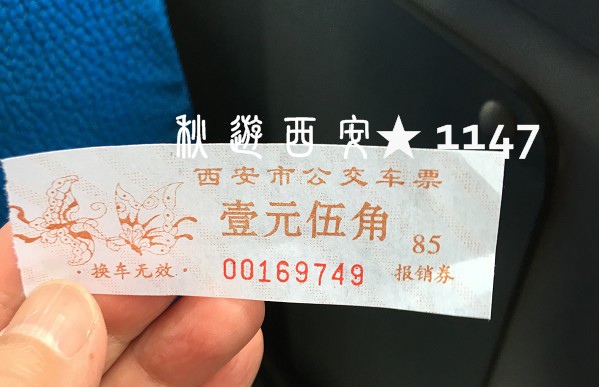 秋遊西安★1147
西安市公交车票
壹元伍角
85
·换车无效·
00169749
报销券